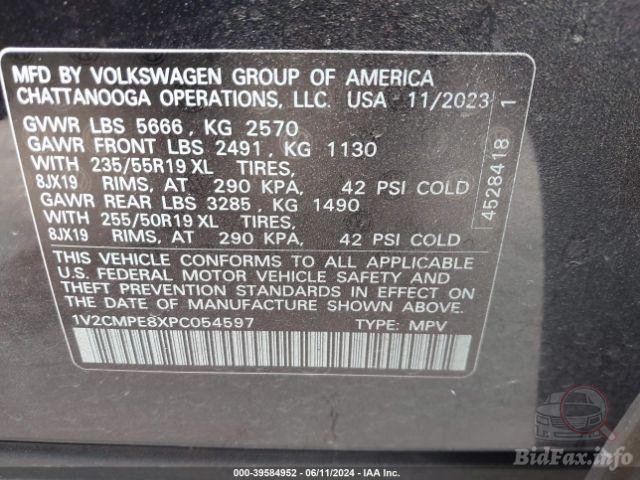 MFD BY VOLKSWAGEN GROUP OF AMERICA
CHATTANOOGA OPERATIONS, LLC. USA 11/2023
GVWR LBS 5666 , KG 2570
GAWR FRONT LBS 2491 , KG 1130
WITH 235/55R19 XL TIRES,
8JX19 RIMS, AT 290 KPA, 42 PSI COLD
GAWR REAR LBS 3285 , KG 1490
WITH 255/50R19 XL TIRES,
8JX19 RIMS, AT 290 KPA, 42 PSI COLD
THIS VEHICLE CONFORMS TO ALL APPLICABLE
U.S. FEDERAL MOTOR VEHICLE SAFETY AND
THEFT PREVENTION STANDARDS IN EFFECT ON
THE DATE OF MANUFACTURE SHOWN ABOVE.
1V2CMPE8XPC054597 TYPE: MPV
4528418 1
BidFax.info
000-39584952 - 06/11/2024 - IAA Inc.